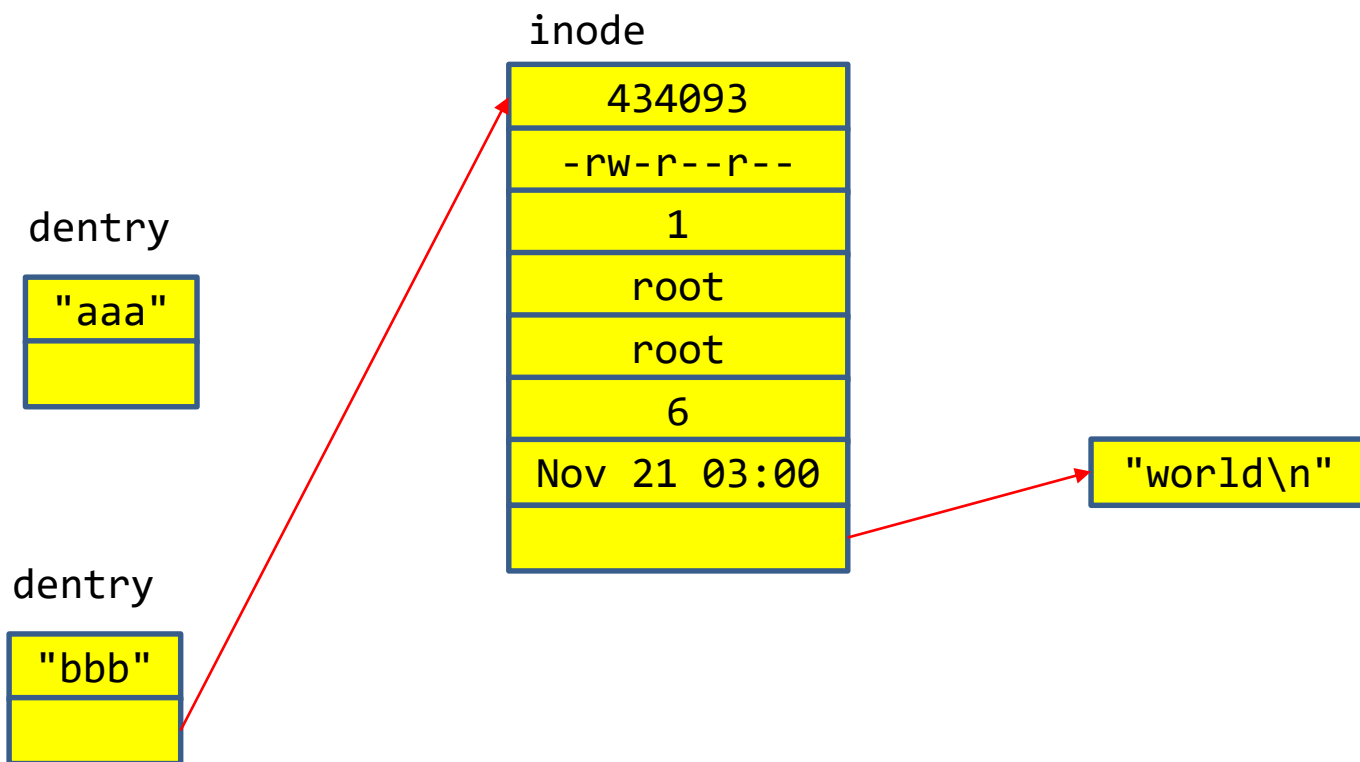 inode
434093
-rw-r--r--
1
root
root
6
Nov 21 03:00
dentry
"aaa"
"world\n"
dentry
"bbb"